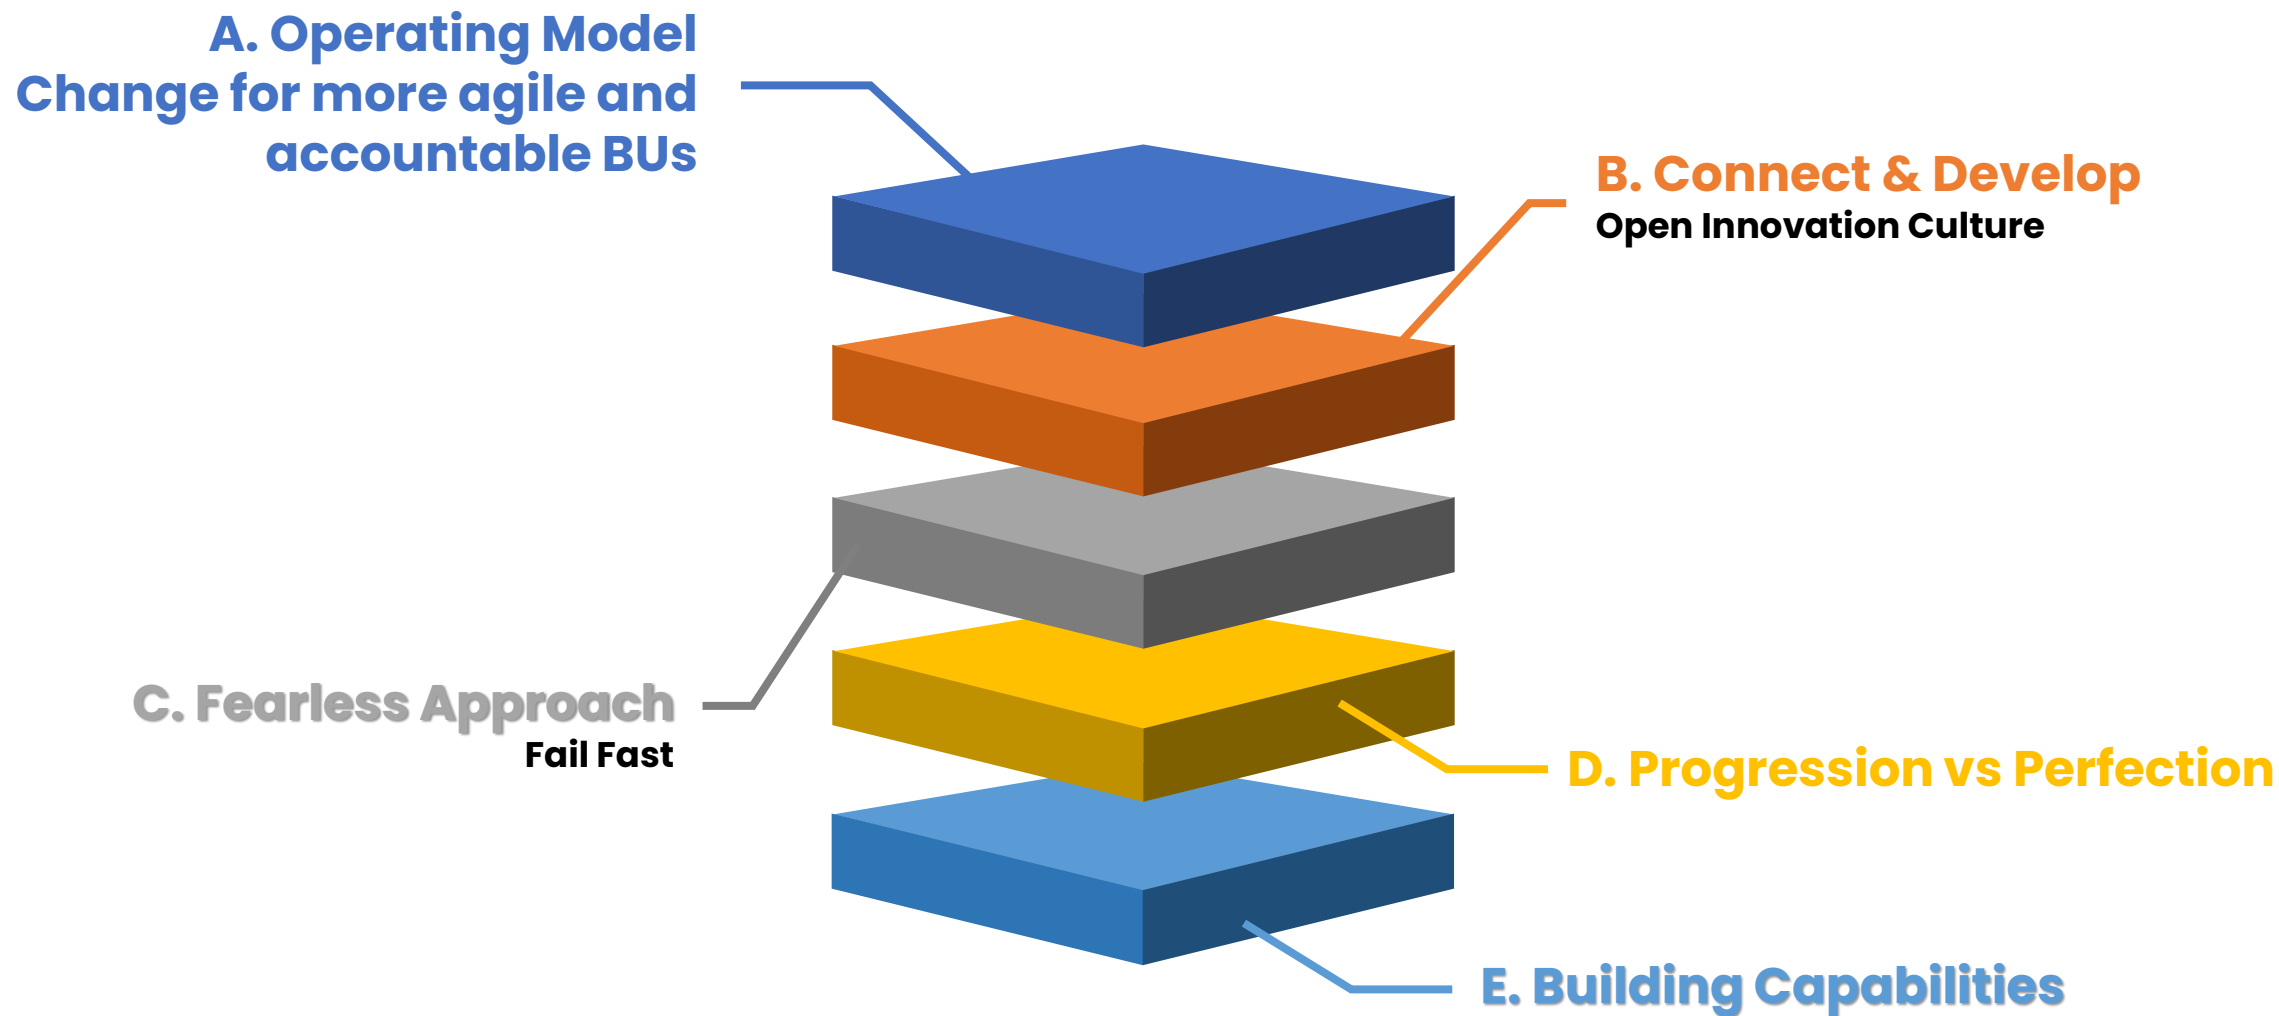 A. Operating Model
Change for more agile and
accountable BUs
B. Connect & Develop
Open Innovation Culture
C. Fearless Approach
Fail Fast
D. Progression vs Perfection
E. Building Capabilities